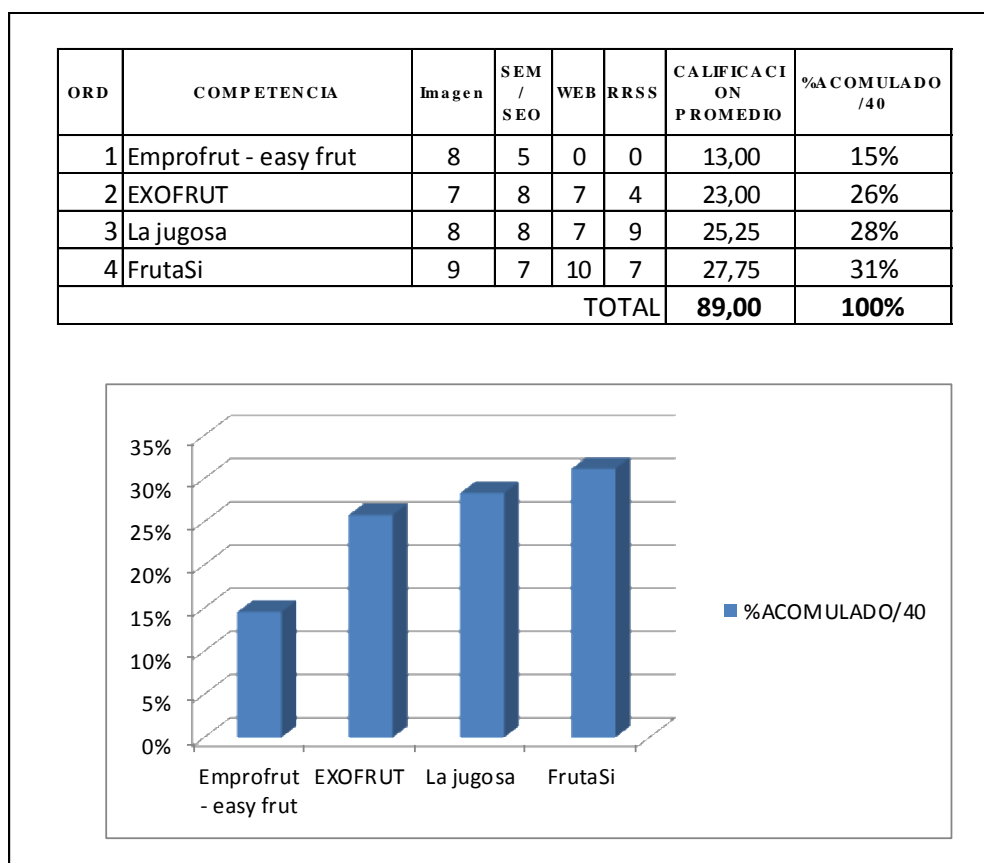 ORD COMPETENCIA Imagen SEM / SEO WEB RRSS CALIFICACI ON PROMEDIO %ACOMULADO /40
1 Emprofrut - easy frut 8 5 0 0 13,00 15%
2 EXOFRUT 7 8 7 4 23,00 26%
3 La jugosa 8 8 7 9 25,25 28%
4 FrutaSi 9 7 10 7 27,75 31%
TOTAL 89,00 100%
35%
30%
25%
20%
15%
10%
5%
0%
Emprofrut - easy frut EXOFRUT La jugosa FrutaSi
%ACOMULADO/40